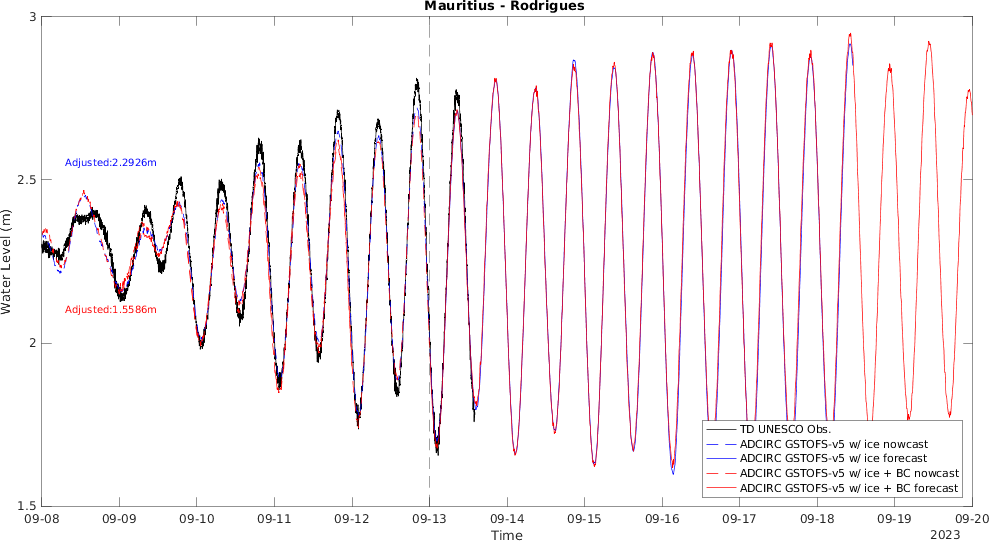 Mauritius - Rodrigues
3
2.5
2
1.5
Water Level (m)
Adjusted:2.2926m
Adjusted:1.5586m
TD UNESCO Obs.
ADCIRC GSTOFS-v5 w/ ice nowcast
ADCIRC GSTOFS-v5 w/ ice forecast
ADCIRC GSTOFS-v5 w/ ice + BC nowcast
ADCIRC GSTOFS-v5 w/ ice + BC forecast
09-08 09-09 09-10 09-11 09-12 09-13 09-14 09-15 09-16 09-17 09-18 09-19 09-20
Time
2023